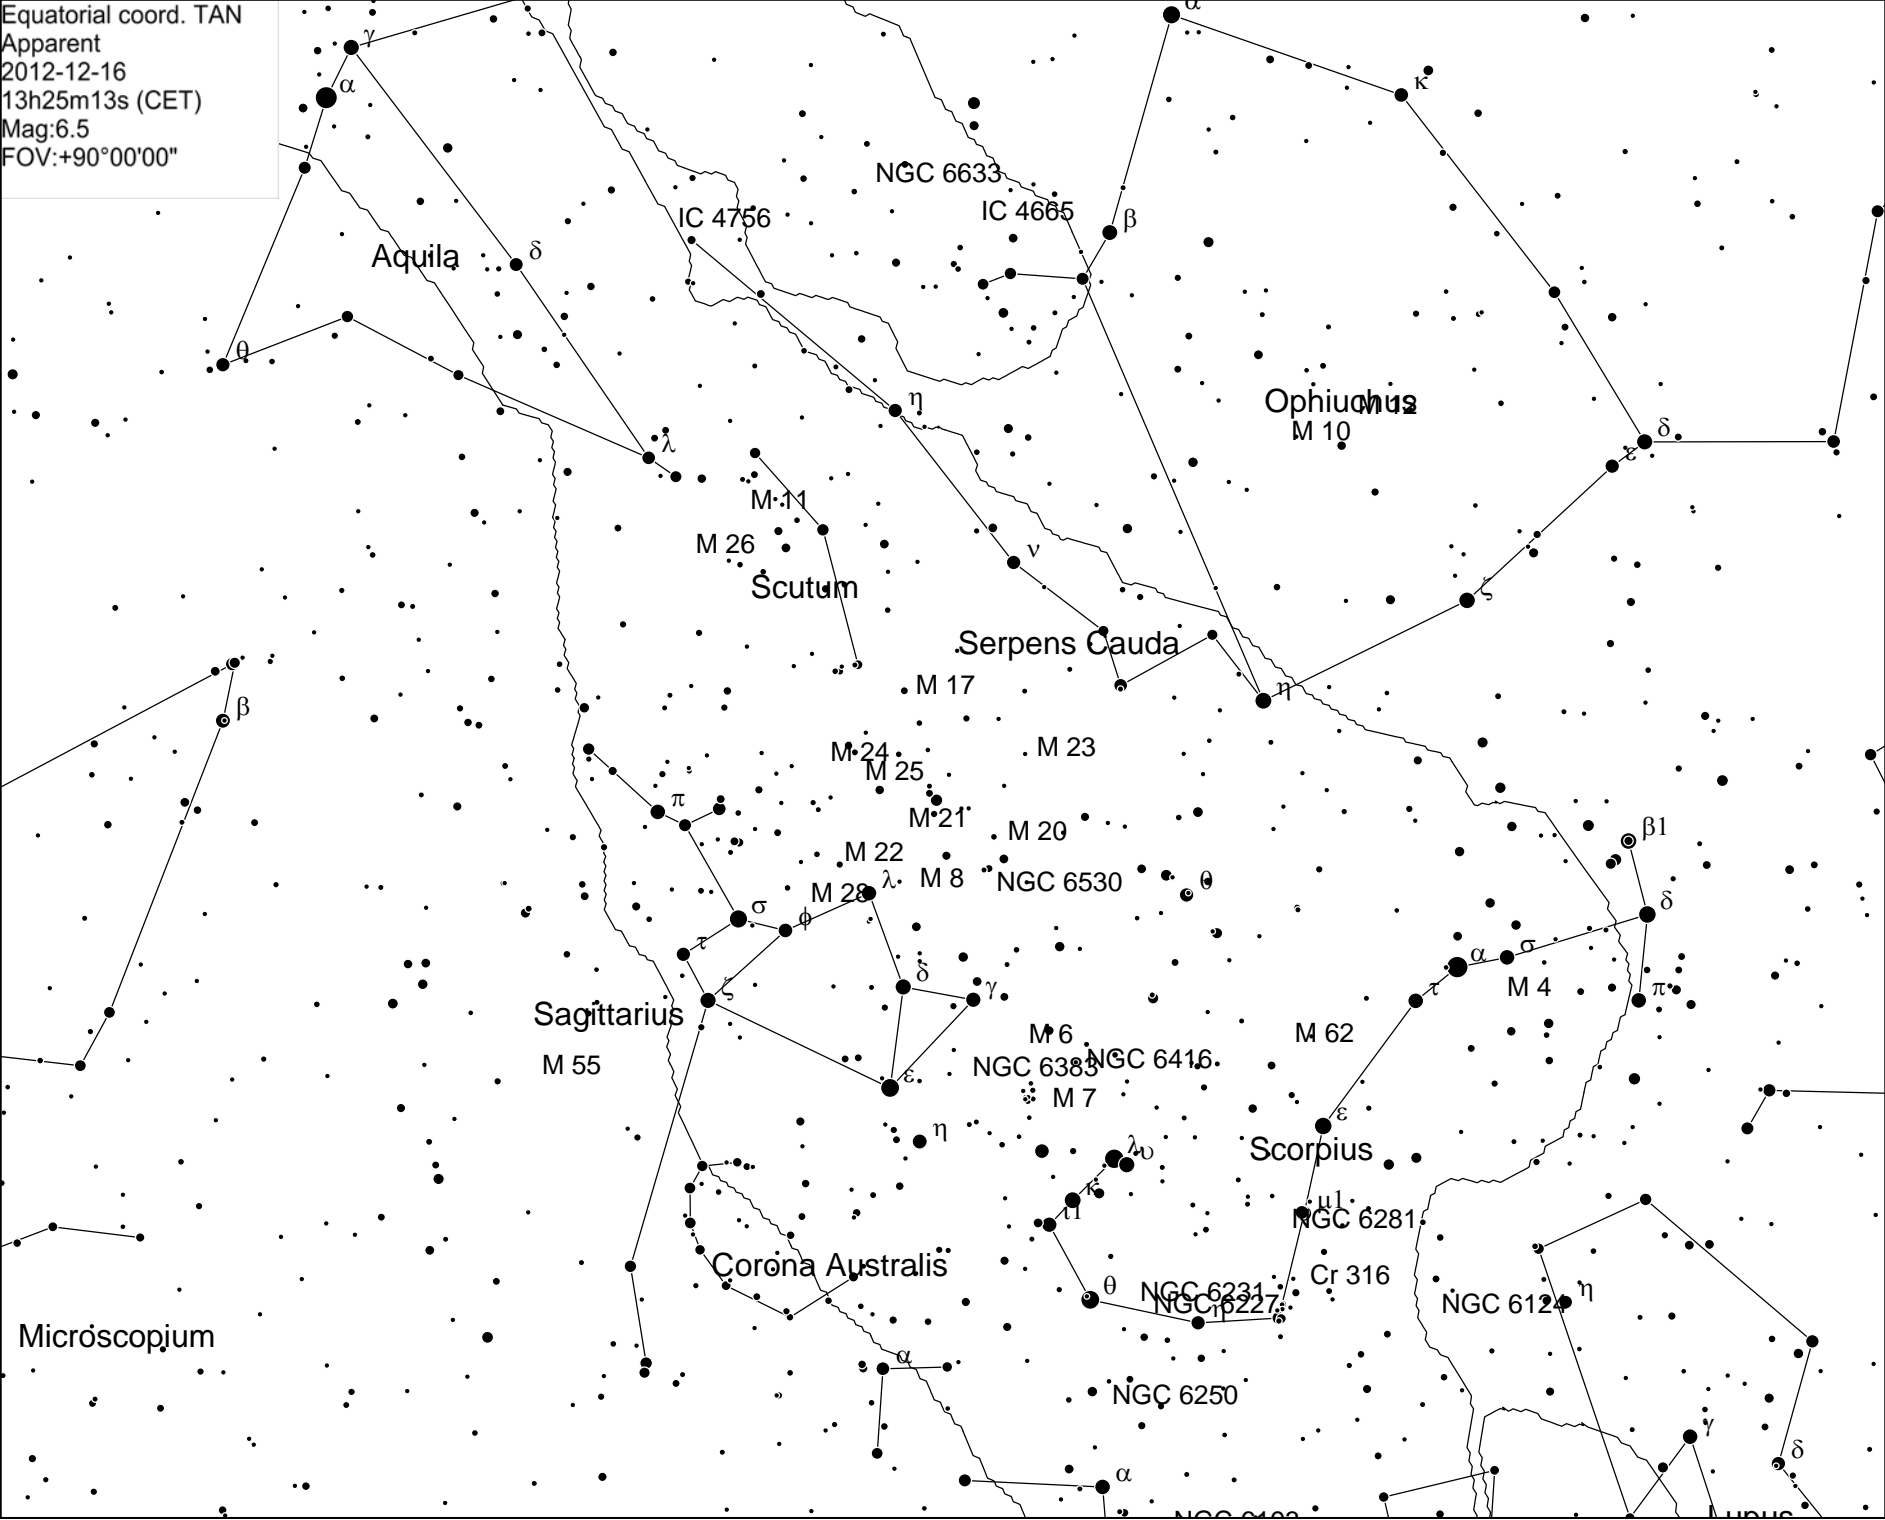 Equatorial coord. TAN
Apparent
2012-12-16
13h25m13s (CET)
Mag:6.5
FOV:+90°00'00"
α
γ
κ
α
NGC 6633
IC 4756
IC 4665
β
Aquila
δ
θ
η
Ophiuchus
M 12
M 10
δ
ε
λ
M 11
M 26
ν
Scutum
ζ
Serpens Cauda
M 17
η
β
M 24
M 23
M 25
π
M 21
M 20
β1
M 22
λ
M 8
NGC 6530
θ
M 28
σ
φ
δ
τ
σ
α
δ
ζ
γ
τ
M 4
π
Sagittarius
M 6
M 62
M 55
NGC 6383
NGC 6416
ε
M 7
ε
η
λ
υ
Scorpius
κ
ι1
μ1
NGC 6281
Corona Australis
Cr 316
θ
NGC 6231
NGC 6227
η
NGC 6124
η
Microscopium
α
NGC 6250
γ
δ
α
NGC 6193
Lupus